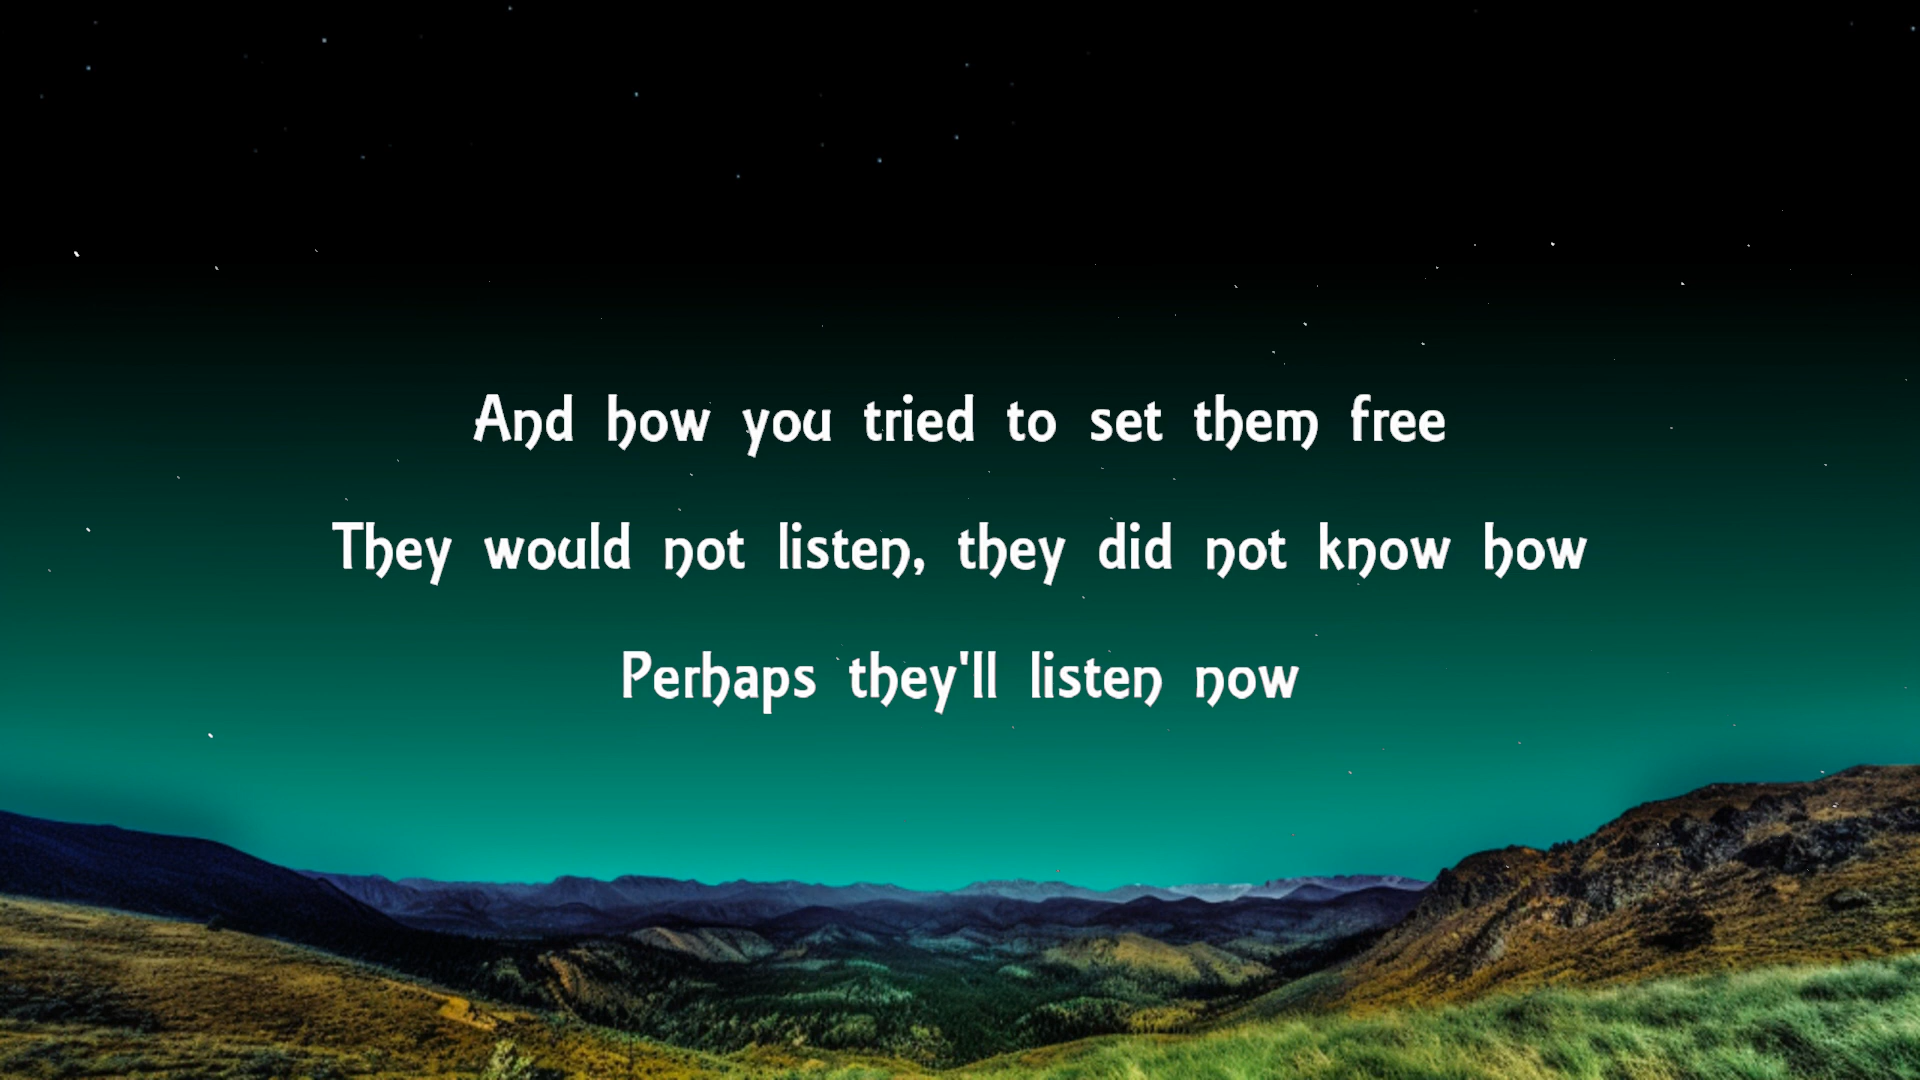 And how you tried to set them free
They would not listen, they did not know how
Perhaps they'll listen now